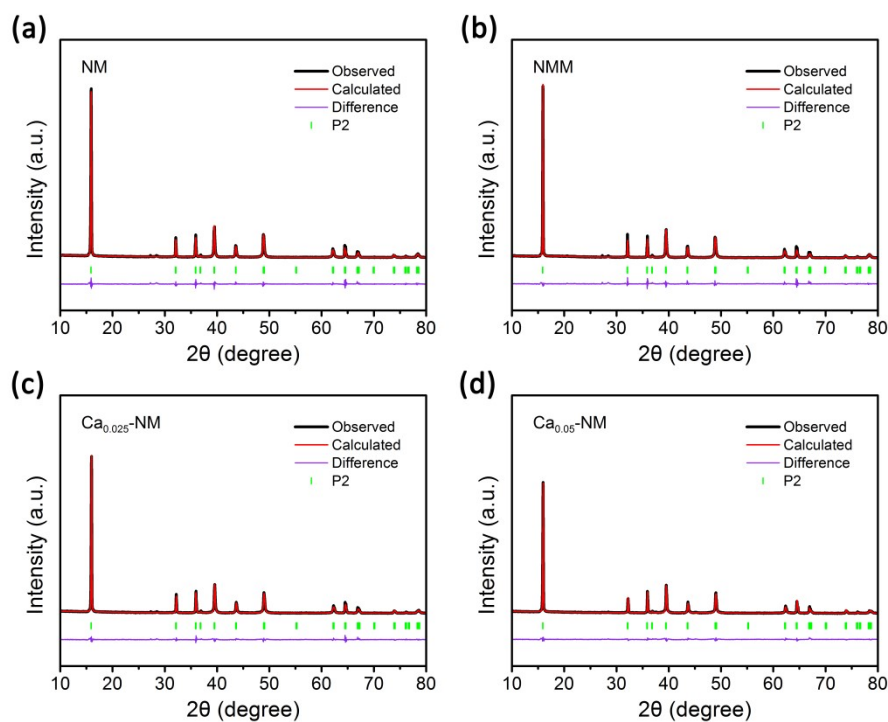 (a)
NM
Observed
Calculated
Difference
P2
Intensity (a.u.)
10 20 30 40 50 60 70 80
2θ (degree)
(b)
NMM
Observed
Calculated
Difference
P2
Intensity (a.u.)
10 20 30 40 50 60 70 80
2θ (degree)
(c)
Ca₀.₀₂₅-NM
Observed
Calculated
Difference
P2
Intensity (a.u.)
10 20 30 40 50 60 70 80
2θ (degree)
(d)
Ca₀.₀₅-NM
Observed
Calculated
Difference
P2
Intensity (a.u.)
10 20 30 40 50 60 70 80
2θ (degree)